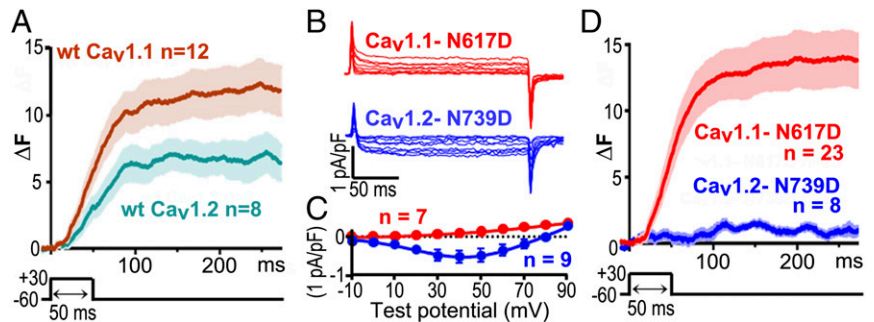 A
15
10
5
0
ΔF
wt Cav1.1 n=12
wt Cav1.2 n=8
100
200
ms
+30
-60
50 ms
B
Cav1.1- N617D
Cav1.2- N739D
1 pA/pF
50 ms
C
n = 7
0
-1
(1 pA/pF)
n = 9
-10
10
30
50
70
90
Test potential (mV)
D
15
10
5
0
ΔF
Cav1.1- N617D
n = 23
Cav1.2- N739D
n = 8
100
200
ms
+30
-60
50 ms